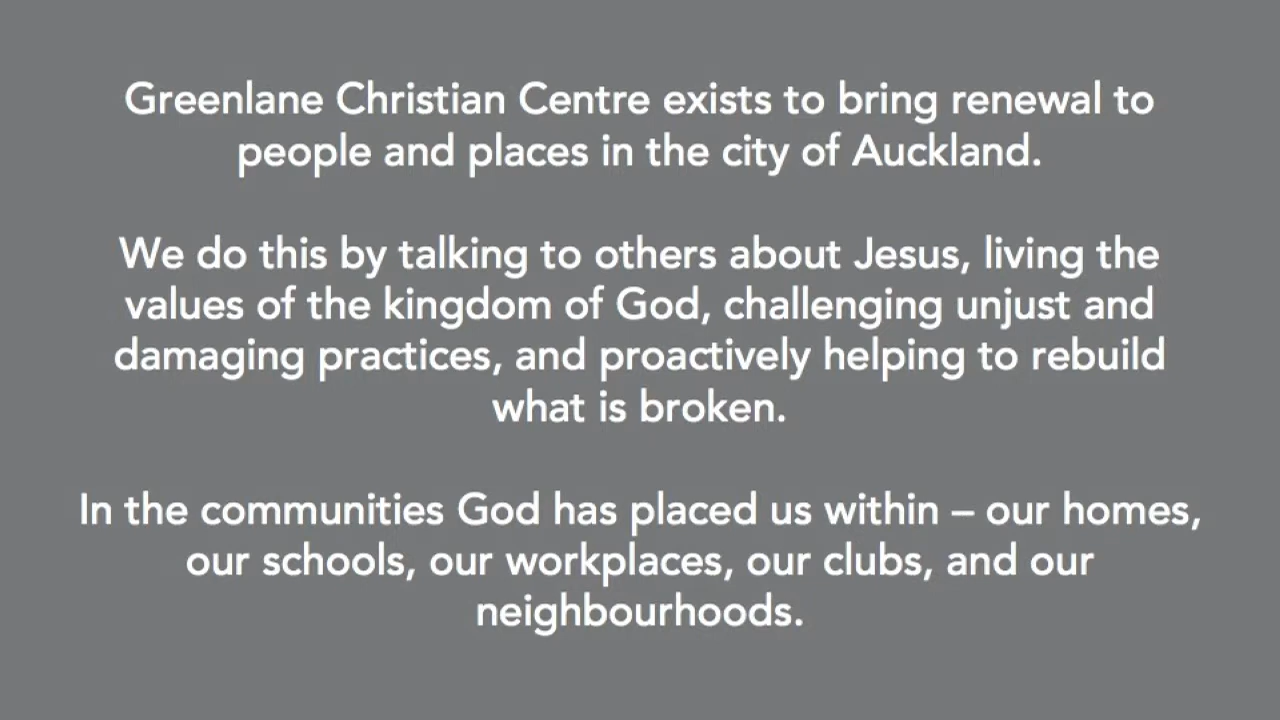 Greenlane Christian Centre exists to bring renewal to
people and places in the city of Auckland.
We do this by talking to others about Jesus, living the
values of the kingdom of God, challenging unjust and
damaging practices, and proactively helping to rebuild
what is broken.
In the communities God has placed us within – our homes,
our schools, our workplaces, our clubs, and our
neighbourhoods.